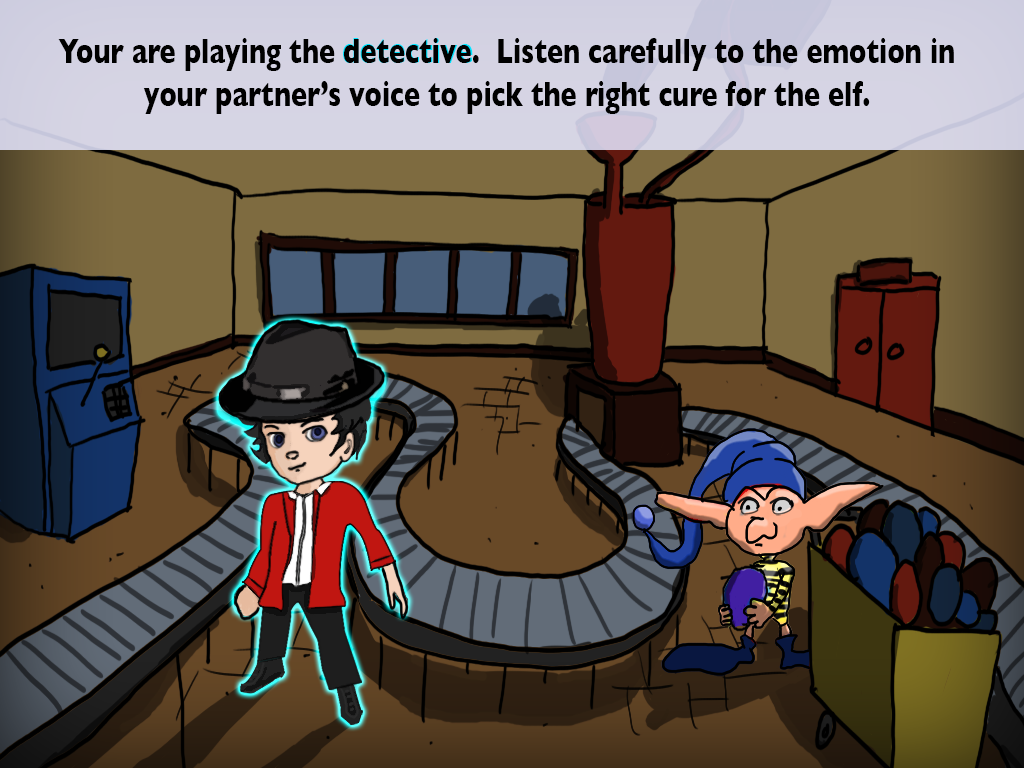 Your are playing the detective.  Listen carefully to the emotion in
your partner's voice to pick the right cure for the elf.